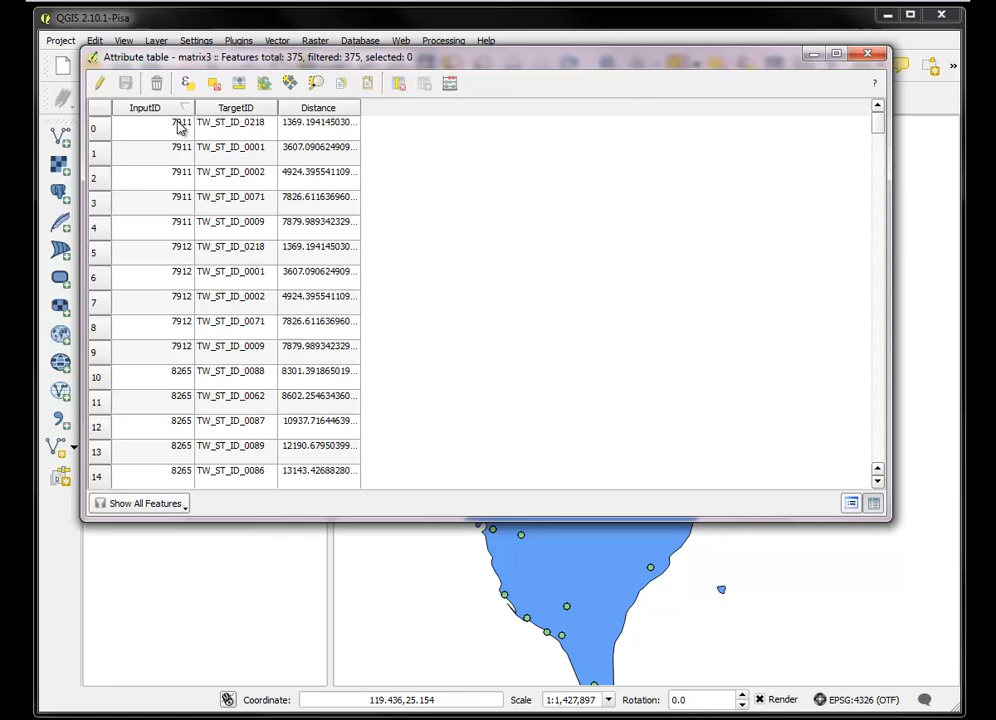 QGIS 2.10.1-Pisa
Project Edit View Layer Settings Plugins Vector Raster Database Web Processing Help
Attribute table - matrix3 :: Features total: 375, filtered: 375, selected: 0
?
InputID TargetID Distance
0 7911 TW_ST_ID_0218 1369.194145030...
1 7911 TW_ST_ID_0001 3607.090624909...
2 7911 TW_ST_ID_0002 4924.395541109...
3 7911 TW_ST_ID_0071 7826.611636960...
4 7911 TW_ST_ID_0009 7879.989342329...
5 7912 TW_ST_ID_0218 1369.194145030...
6 7912 TW_ST_ID_0001 3607.090624909...
7 7912 TW_ST_ID_0002 4924.395541109...
8 7912 TW_ST_ID_0071 7826.611636960...
9 7912 TW_ST_ID_0009 7879.989342329...
10 8265 TW_ST_ID_0088 8301.391865019...
11 8265 TW_ST_ID_0062 8602.254634360...
12 8265 TW_ST_ID_0087 10937.71644639...
13 8265 TW_ST_ID_0089 12190.67950399...
14 8265 TW_ST_ID_0086 13143.42688280...
Show All Features
Coordinate: 119.436,25.154 Scale 1:1,427,897 Rotation: 0.0 Render EPSG:4326 (OTF)